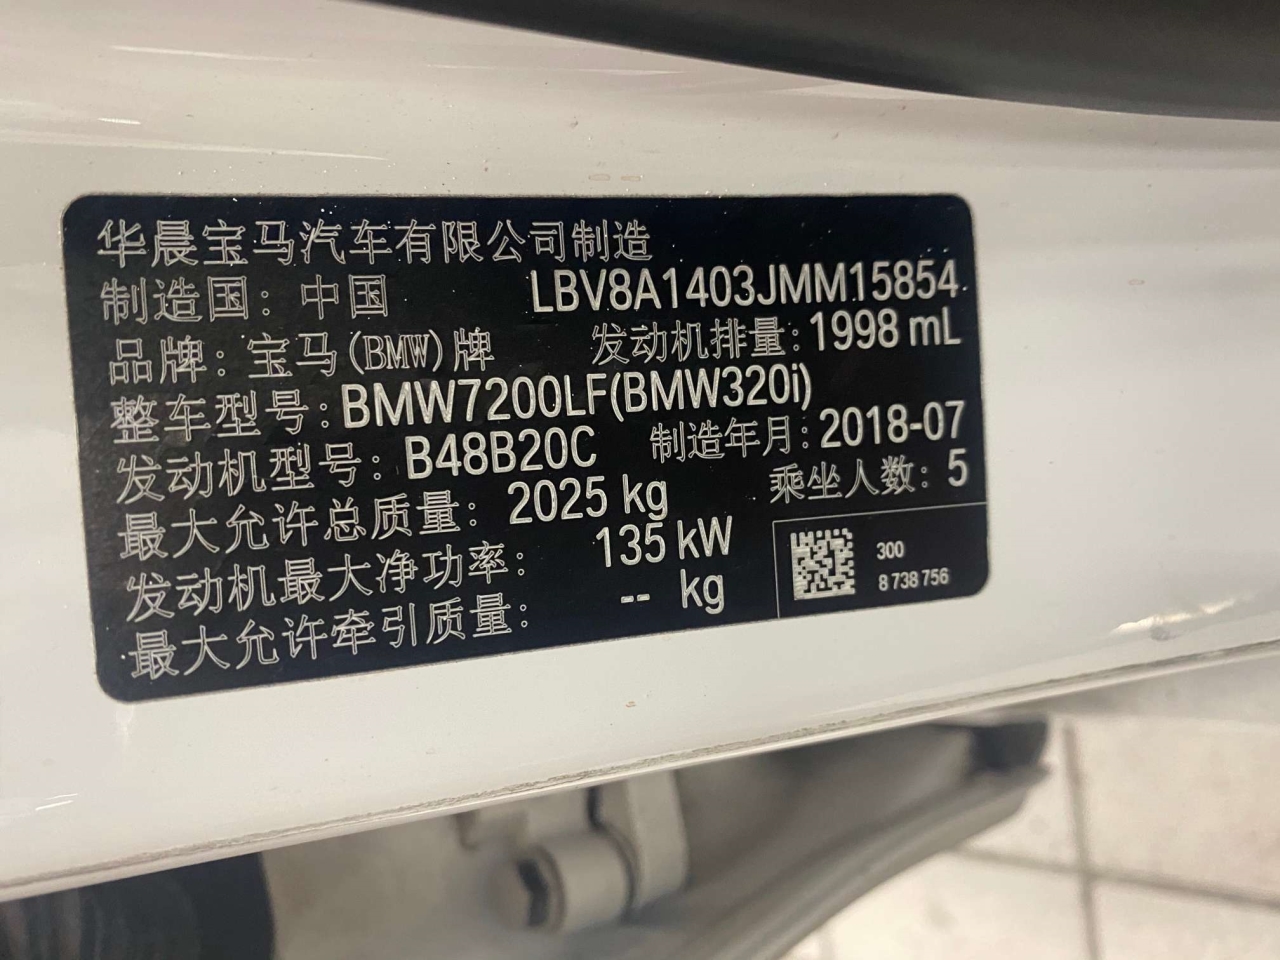 华晨宝马汽车有限公司制造
制造国：中国 LBV8A1403JMM15854
品牌：宝马(BMW)牌 发动机排量：1998 mL
整车型号：BMW7200LF(BMW320i)
发动机型号：B48B20C 制造年月：2018-07
最大允许总质量：2025 kg 乘坐人数：5
发动机最大净功率：135 kW
最大允许牵引质量：-- kg
300
8 738 756